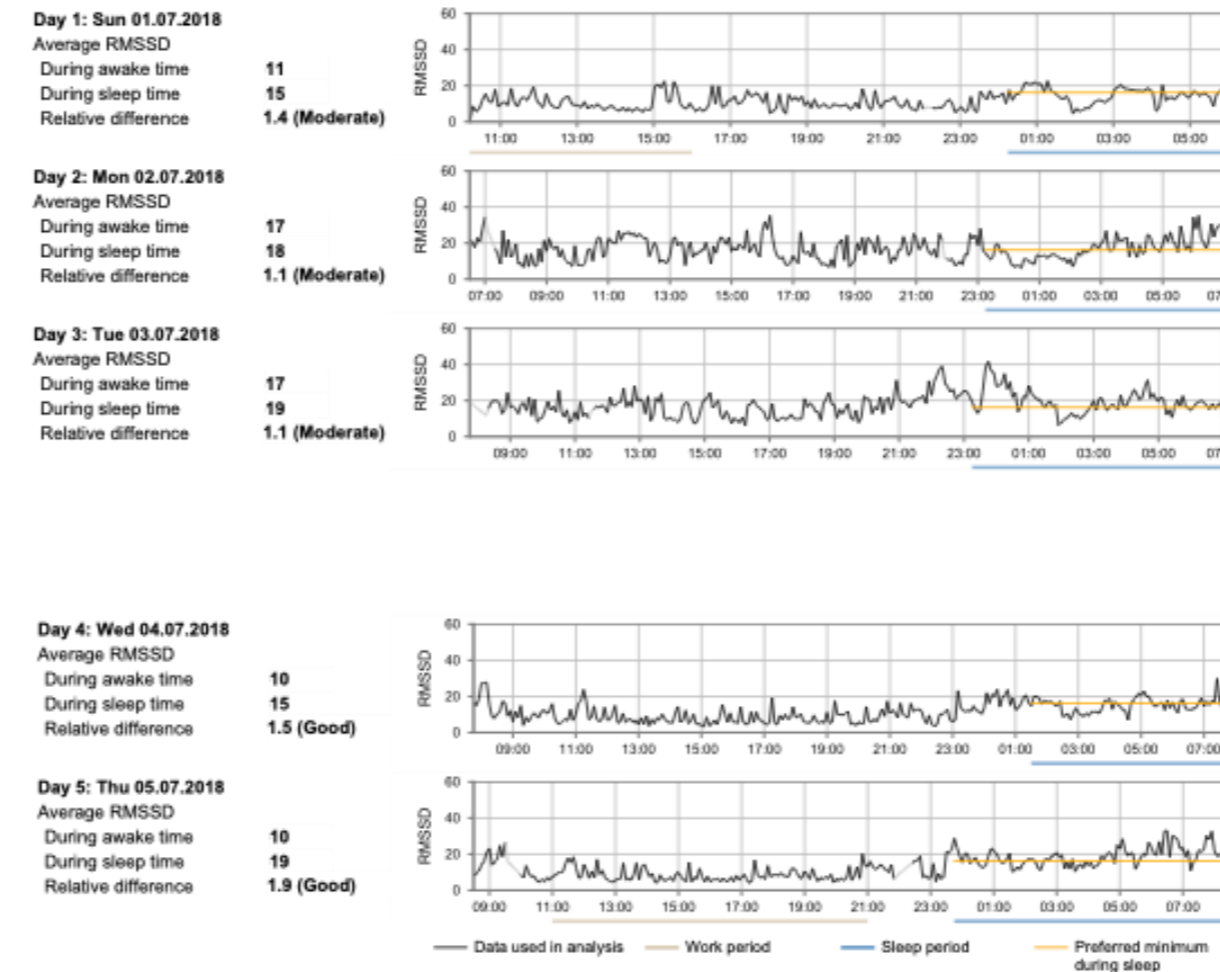 Day 1: Sun 01.07.2018
Average RMSSD
During awake time 11
During sleep time 15
Relative difference 1.4 (Moderate)
RMSSD
60
40
20
0
11:00 13:00 15:00 17:00 19:00 21:00 23:00 01:00 03:00 05:00
Day 2: Mon 02.07.2018
Average RMSSD
During awake time 17
During sleep time 18
Relative difference 1.1 (Moderate)
RMSSD
60
40
20
0
07:00 09:00 11:00 13:00 15:00 17:00 19:00 21:00 23:00 01:00 03:00 05:00 07
Day 3: Tue 03.07.2018
Average RMSSD
During awake time 17
During sleep time 19
Relative difference 1.1 (Moderate)
RMSSD
60
40
20
0
09:00 11:00 13:00 15:00 17:00 19:00 21:00 23:00 01:00 03:00 05:00 07
Day 4: Wed 04.07.2018
Average RMSSD
During awake time 10
During sleep time 15
Relative difference 1.5 (Good)
RMSSD
60
40
20
0
09:00 11:00 13:00 15:00 17:00 19:00 21:00 23:00 01:00 03:00 05:00 07:00
Day 5: Thu 05.07.2018
Average RMSSD
During awake time 10
During sleep time 19
Relative difference 1.9 (Good)
RMSSD
60
40
20
0
09:00 11:00 13:00 15:00 17:00 19:00 21:00 23:00 01:00 03:00 05:00 07:00
Data used in analysis Work period Sleep period Preferred minimum
during sleep